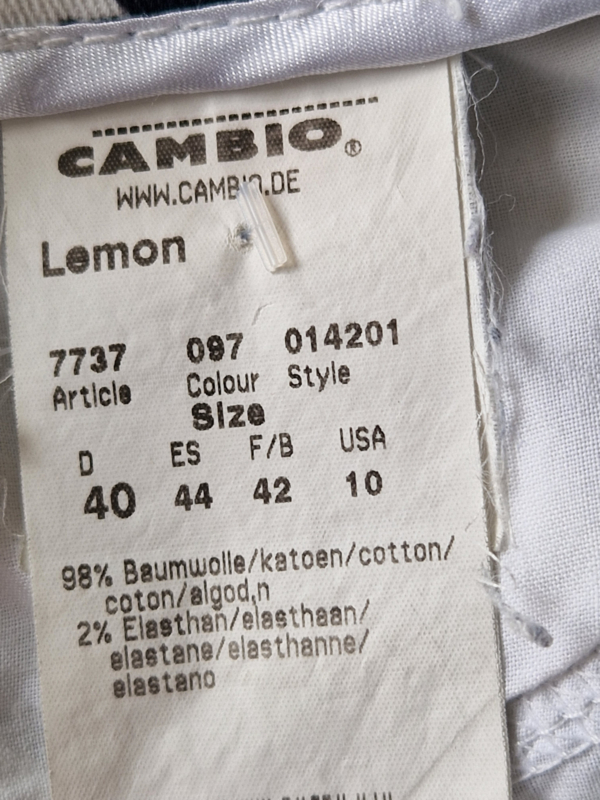 CAMBIO®
WWW.CAMBIO.DE
Lemon
7737 097 014201
Article Colour Style
Size
D ES F/B USA
40 44 42 10
98% Baumwolle/katoen/cotton/
coton/algod,n
2% Elasthan/elasthaan/
elastane/elasthanne/
elastano